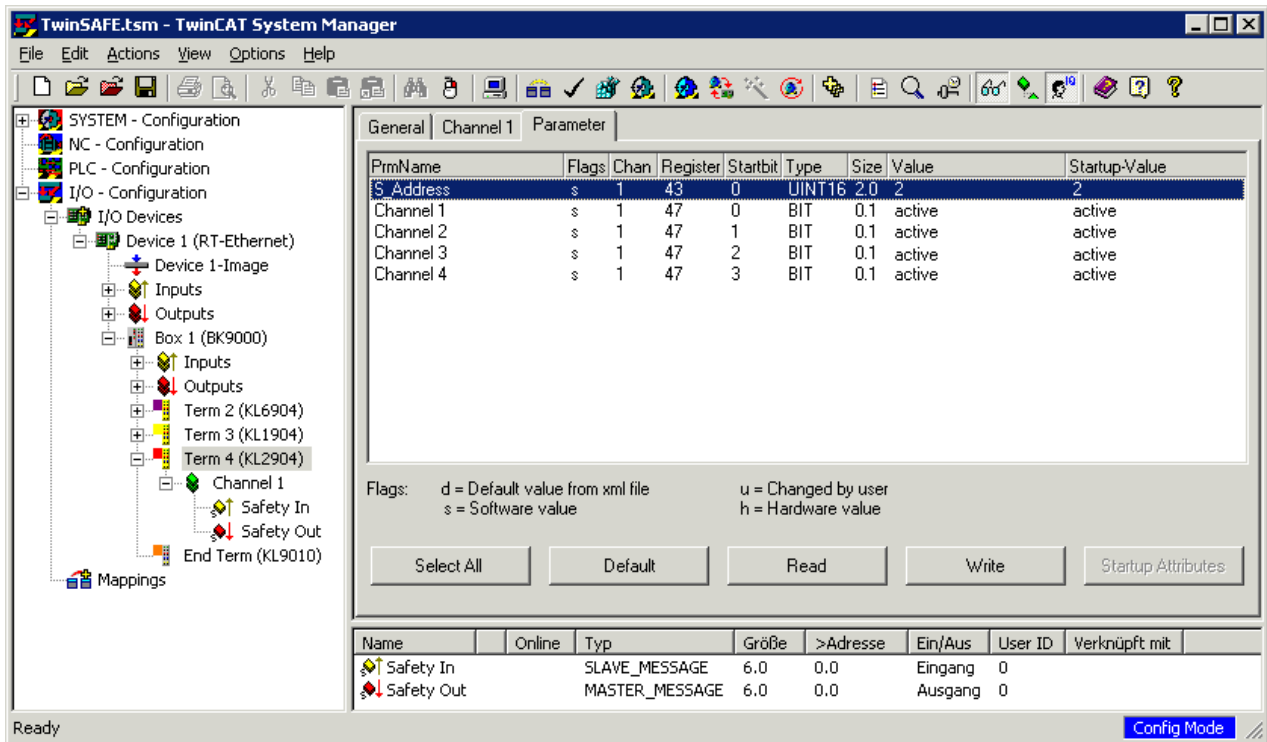 TwinSAFE.tsm - TwinCAT System Manager
File Edit Actions View Options Help
SYSTEM - Configuration
NC - Configuration
PLC - Configuration
I/O - Configuration
I/O Devices
Device 1 (RT-Ethernet)
Device 1-Image
Inputs
Outputs
Box 1 (BK9000)
Inputs
Outputs
Term 2 (KL6904)
Term 3 (KL1904)
Term 4 (KL2904)
Channel 1
Safety In
Safety Out
End Term (KL9010)
Mappings
General Channel 1 Parameter
PrmName Flags Chan Register Startbit Type Size Value Startup-Value
S_Address s 1 43 0 UINT16 2.0 2 2
Channel 1 s 1 47 0 BIT 0.1 active active
Channel 2 s 1 47 1 BIT 0.1 active active
Channel 3 s 1 47 2 BIT 0.1 active active
Channel 4 s 1 47 3 BIT 0.1 active active
Flags: d = Default value from xml file u = Changed by user
s = Software value h = Hardware value
Select All Default Read Write Startup Attributes
Name Online Typ Größe >Adresse Ein/Aus User ID Verknüpft mit
Safety In SLAVE_MESSAGE 6.0 0.0 Eingang 0
Safety Out MASTER_MESSAGE 6.0 0.0 Ausgang 0
Ready Config Mode